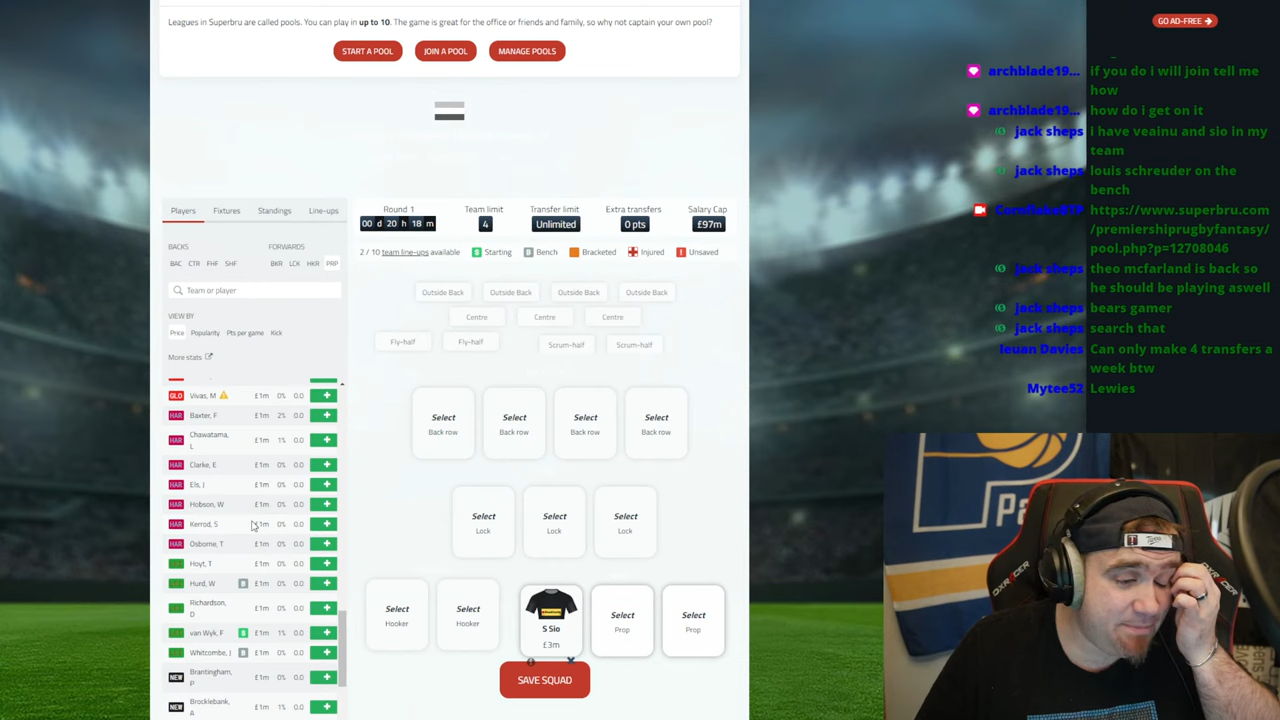 Leagues in Superbru are called pools. You can play in up to 10. The game is great for the office or friends and family, so why not captain your own pool?
START A POOL
JOIN A POOL
MANAGE POOLS
Players
Fixtures
Standings
Line-ups
BACKS
FORWARDS
BAC CTR FHF SHF
BKR LCK HKR PRP
Team or player
VIEW BY
Price Popularity Pts per game Kick
More stats
GLO Vivas, M £1m 0% 0.0 +
HAR Baxter, F £1m 2% 0.0 +
HAR Chawatama, L £1m 1% 0.0 +
HAR Clarke, E £1m 0% 0.0 +
HAR Els, J £1m 0% 0.0 +
HAR Hobson, W £1m 0% 0.0 +
HAR Kerrod, S £1m 0% 0.0 +
HAR Osborne, T £1m 0% 0.0 +
Hoyt, T £1m 0% 0.0 +
Hurd, W B £1m 0% 0.0 +
Richardson, D £1m 0% 0.0 +
van Wyk, F S £1m 1% 0.0 +
Whitcombe, J B £1m 0% 0.0 +
NEW Brantingham, P £1m 0% 0.0 +
NEW Brocklebank, A £1m 1% 0.0 +
Round 1
00 d 20 h 18 m
Team limit
4
Transfer limit
Unlimited
Extra transfers
0 pts
Salary Cap
£97m
2 / 10 team line-ups available
S Starting
B Bench
Bracketed
Injured
! Unsaved
Outside Back Outside Back Outside Back Outside Back
Centre Centre Centre
Fly-half Fly-half Scrum-half Scrum-half
Select Select Select Select
Back row Back row Back row Back row
Select Select Select
Lock Lock Lock
Select
Hooker
Select
Hooker
S Sio
£3m
Select
Prop
Select
Prop
SAVE SQUAD
GO AD-FREE
archblade19... if you do i will join tell me
how
archblade19... how do i get on it
jack sheps i have veainu and sio in my
team
jack sheps louis schreuder on the
bench
CornflakeRTP https://www.superbru.com
/premiershiprugbyfantasy/
pool.php?p=12708046
jack sheps theo mcfarland is back so
he should be playing aswell
jack sheps bears gamer
jack sheps search that
Ieuan Davies Can only make 4 transfers a
week btw
Mytee52 Lewies
DXRACER